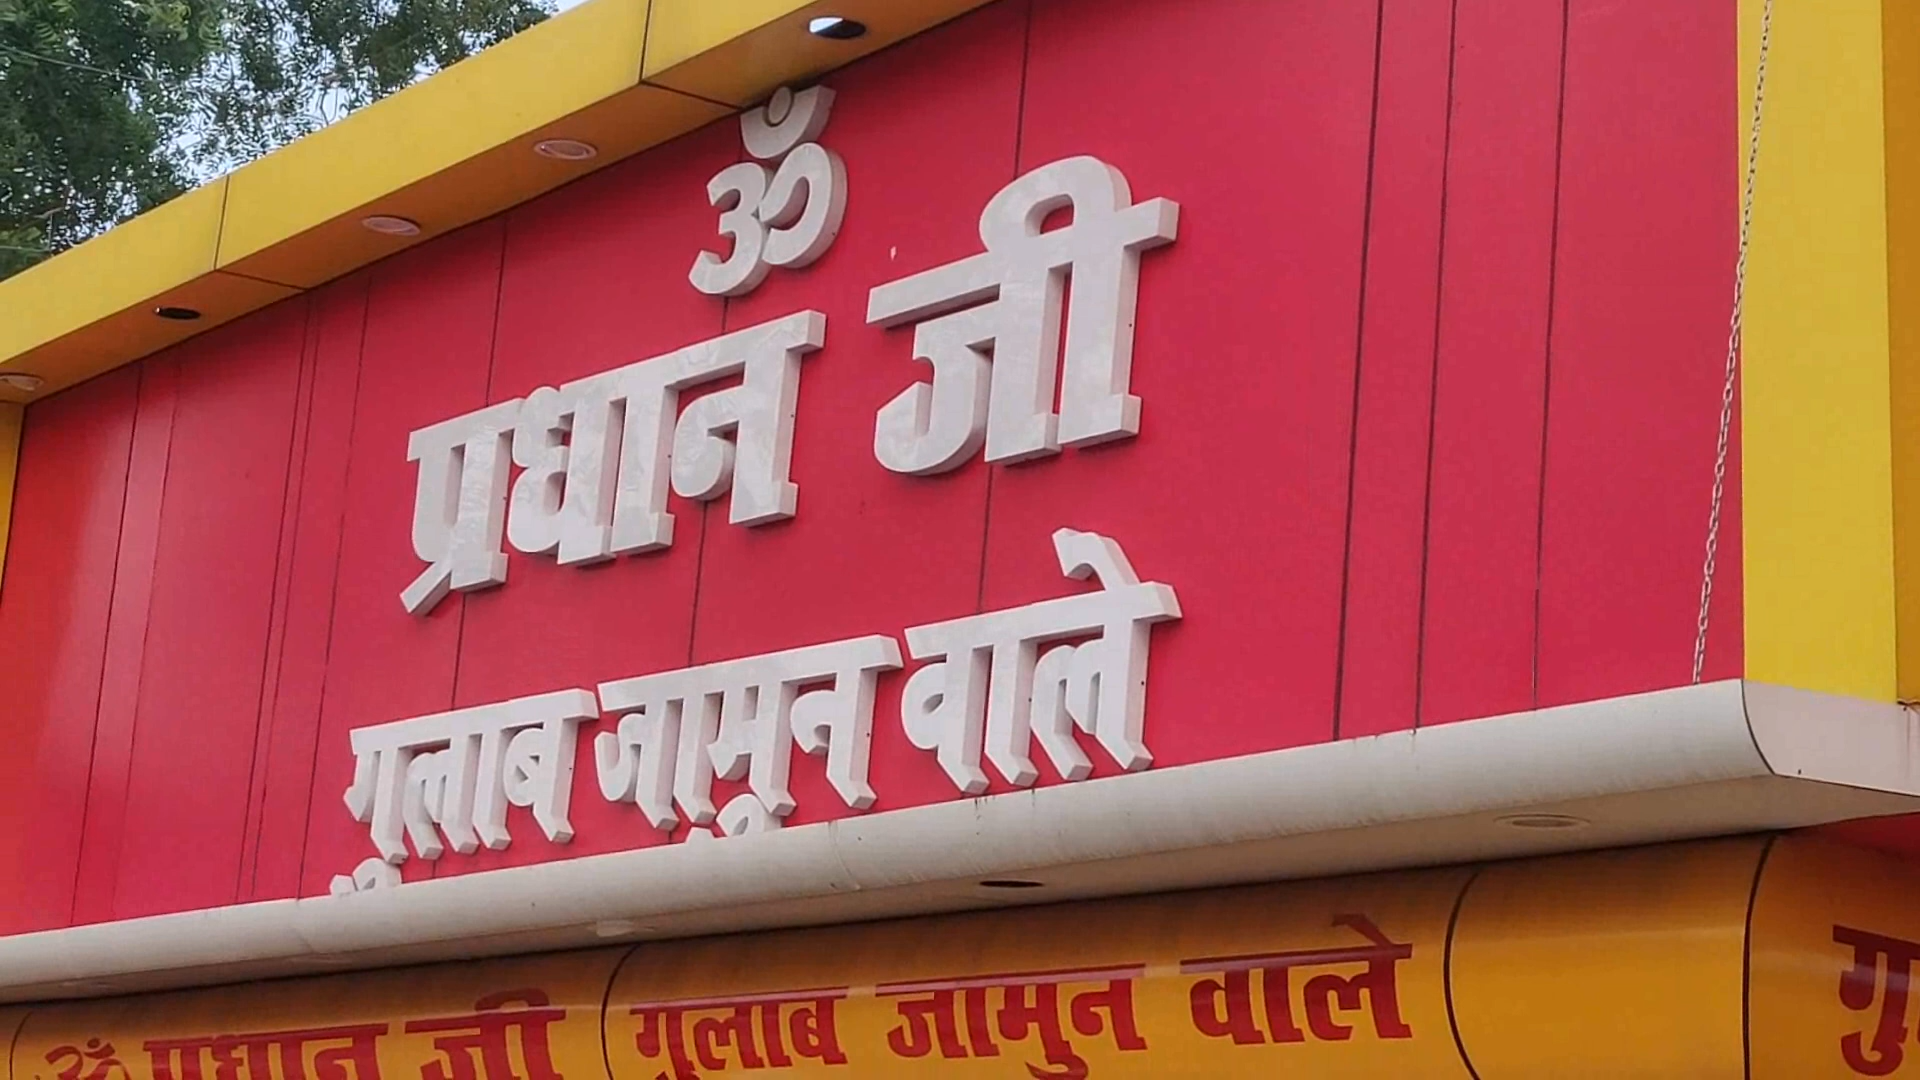 ॐ
प्रधान जी
गुलाब जामुन वाले
ॐ प्रधान जी गुलाब जामुन वाले
गु